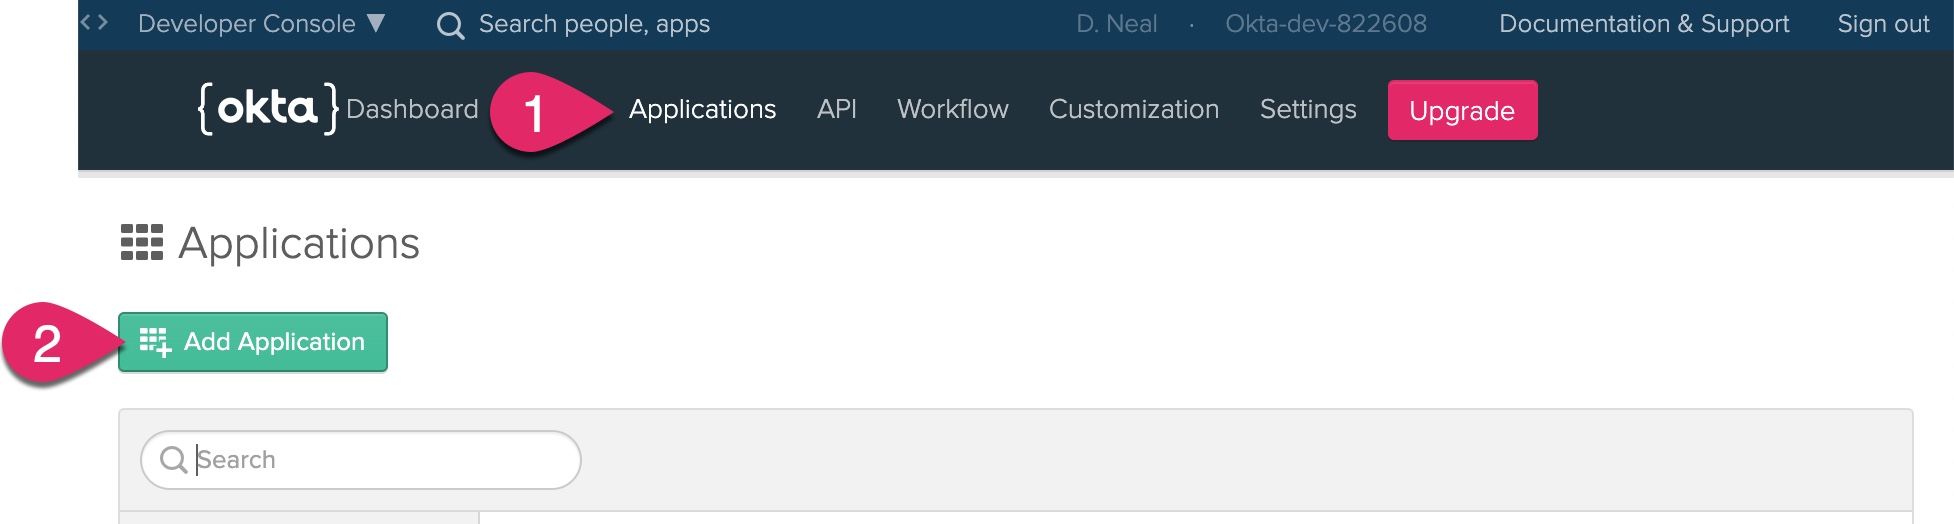 Developer Console ▼ Search people, apps D. Neal · Okta-dev-822608 Documentation & Support Sign out
{okta} Dashboard 1 Applications API Workflow Customization Settings Upgrade
Applications
2 Add Application
Search